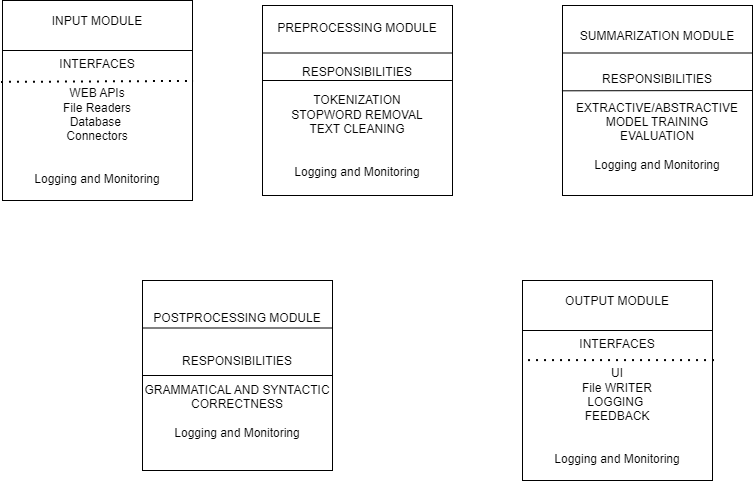 INPUT MODULE
INTERFACES
WEB APIs
File Readers
Database
Connectors
Logging and Monitoring
PREPROCESSING MODULE
RESPONSIBILITIES
TOKENIZATION
STOPWORD REMOVAL
TEXT CLEANING
Logging and Monitoring
SUMMARIZATION MODULE
RESPONSIBILITIES
EXTRACTIVE/ABSTRACTIVE
MODEL TRAINING
EVALUATION
Logging and Monitoring
POSTPROCESSING MODULE
RESPONSIBILITIES
GRAMMATICAL AND SYNTACTIC
CORRECTNESS
Logging and Monitoring
OUTPUT MODULE
INTERFACES
UI
File WRITER
LOGGING
FEEDBACK
Logging and Monitoring